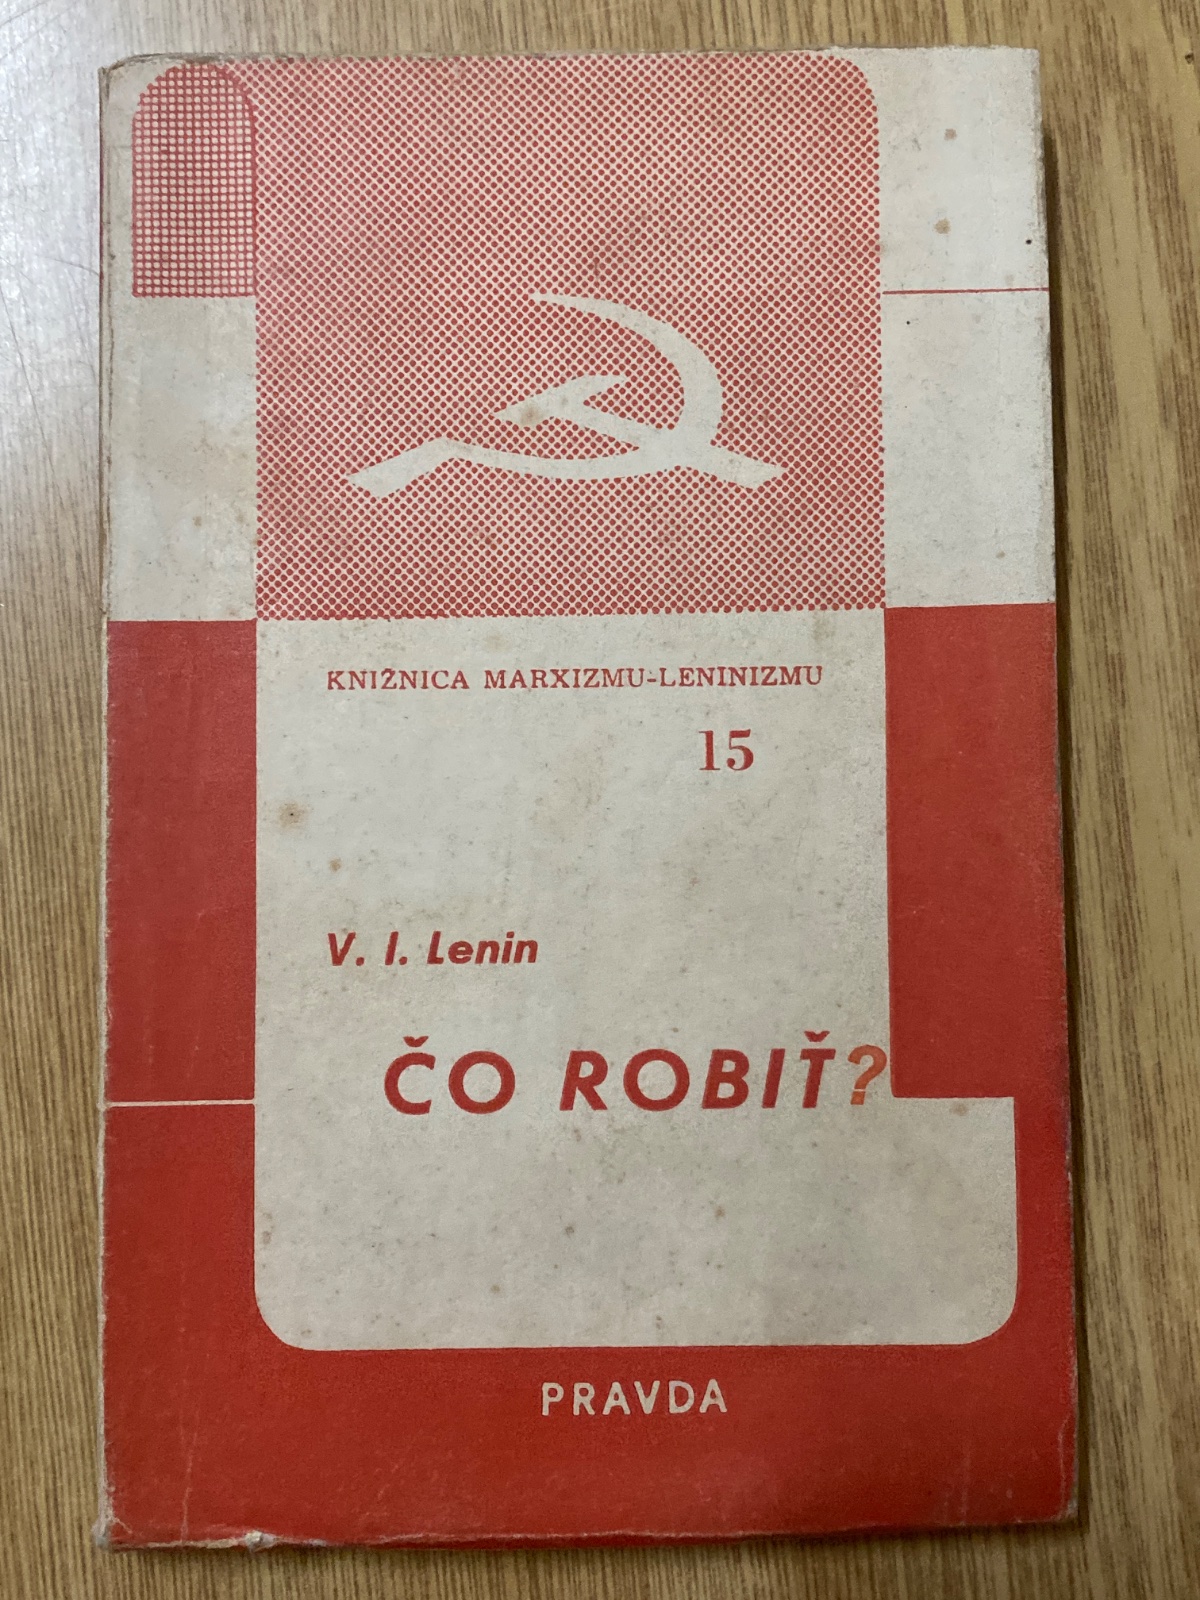 KNIŽNICA MARXIZMU-LENINIZMU
15
V. I. Lenin
ČO ROBIŤ?
PRAVDA